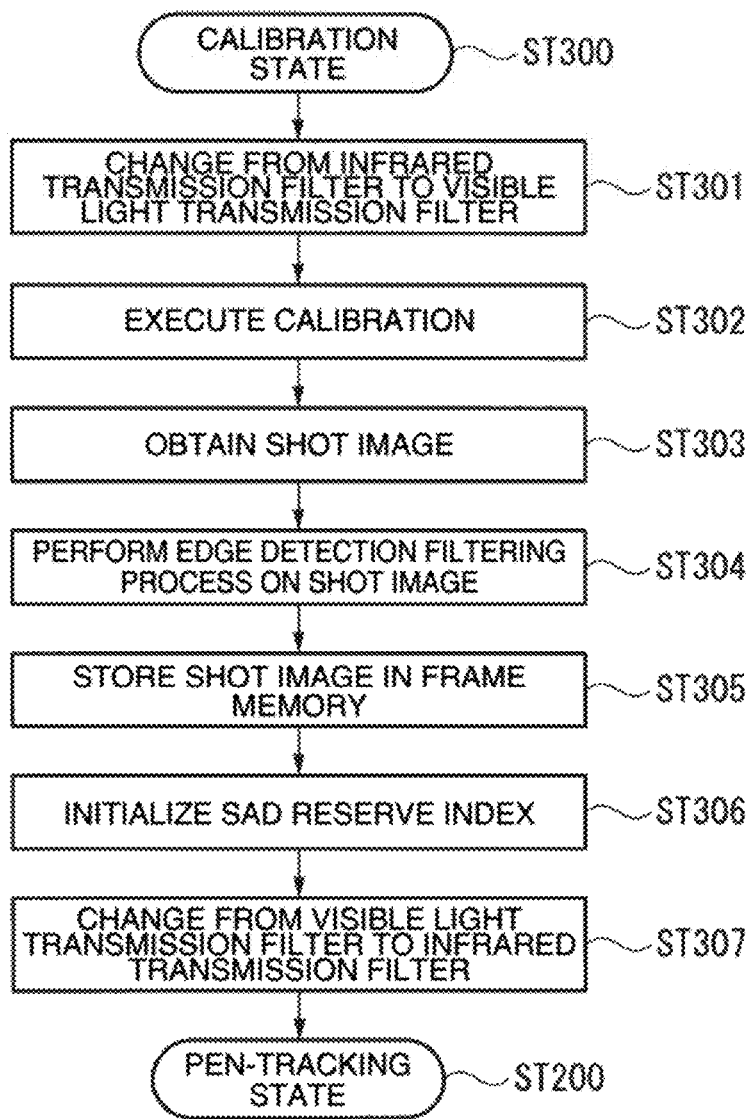 CALIBRATION
STATE
ST300
CHANGE FROM INFRARED
TRANSMISSION FILTER TO VISIBLE
LIGHT TRANSMISSION FILTER
ST301
EXECUTE CALIBRATION
ST302
OBTAIN SHOT IMAGE
ST303
PERFORM EDGE DETECTION FILTERING
PROCESS ON SHOT IMAGE
ST304
STORE SHOT IMAGE IN FRAME
MEMORY
ST305
INITIALIZE SAD RESERVE INDEX
ST306
CHANGE FROM VISIBLE LIGHT
TRANSMISSION FILTER TO INFRARED
TRANSMISSION FILTER
ST307
PEN-TRACKING
STATE
ST200